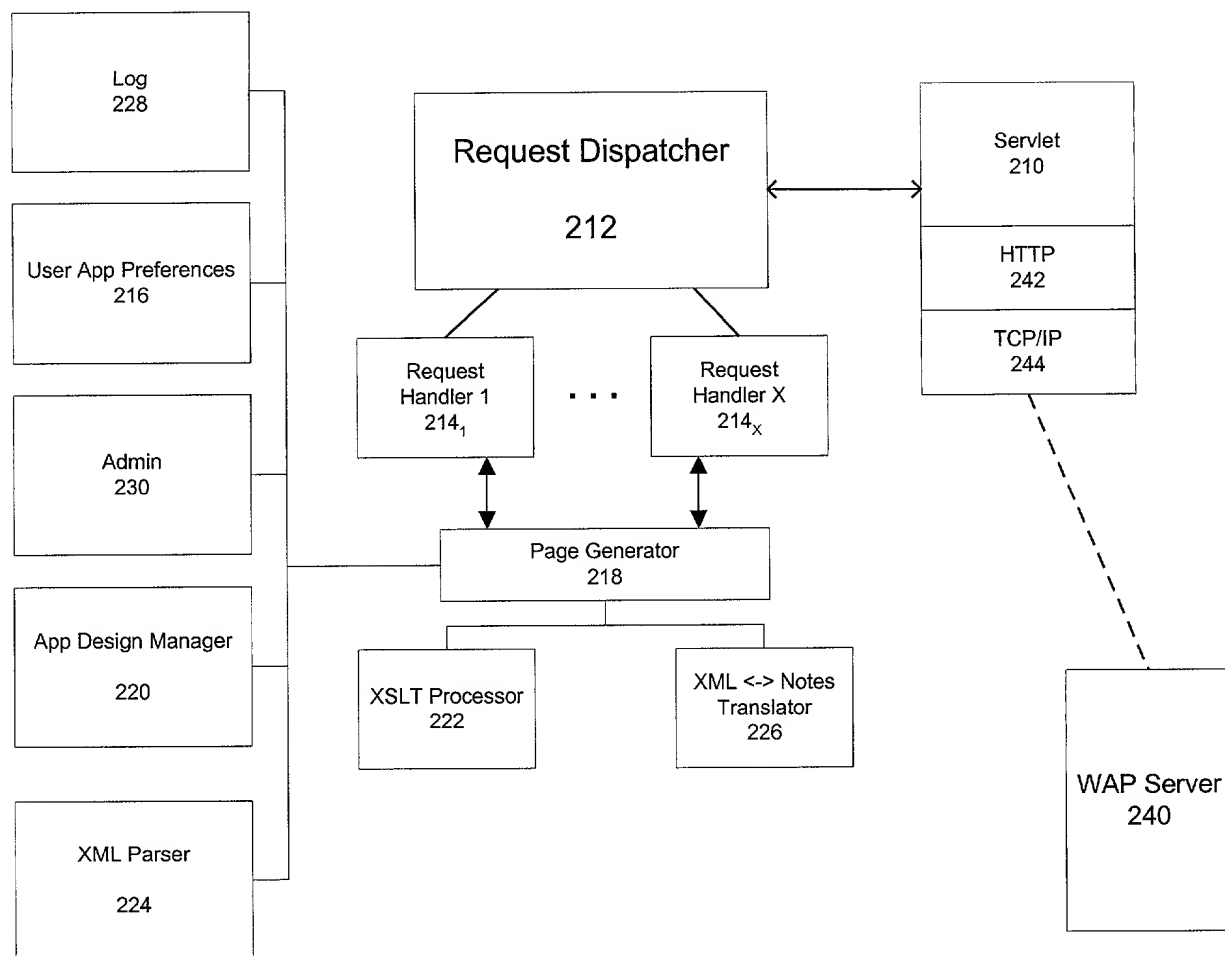 Log
228
User App Preferences
216
Admin
230
App Design Manager
220
XML Parser
224
Request Dispatcher
212
Request
Handler 1
214₁
. . .
Request
Handler X
214ₓ
Page Generator
218
XSLT Processor
222
XML <-> Notes
Translator
226
Servlet
210
HTTP
242
TCP/IP
244
WAP Server
240